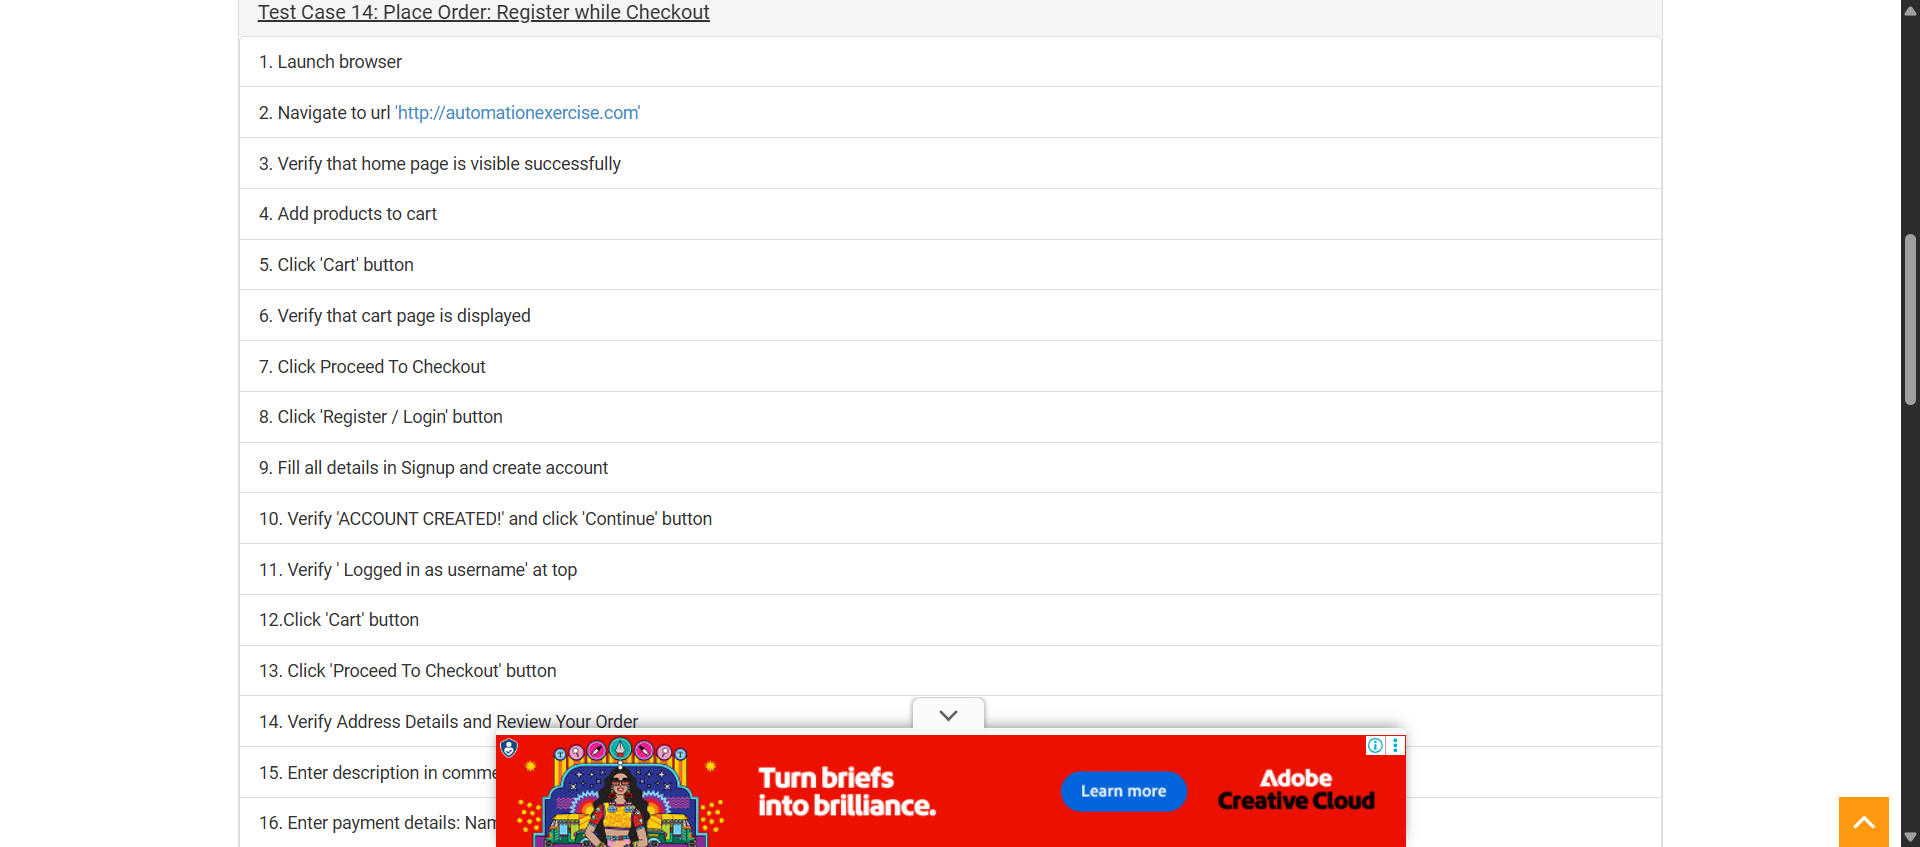 Test Case 14: Place Order: Register while Checkout
1. Launch browser
2. Navigate to url 'http://automationexercise.com'
3. Verify that home page is visible successfully
4. Add products to cart
5. Click 'Cart' button
6. Verify that cart page is displayed
7. Click Proceed To Checkout
8. Click 'Register / Login' button
9. Fill all details in Signup and create account
10. Verify 'ACCOUNT CREATED!' and click 'Continue' button
11. Verify ' Logged in as username' at top
12.Click 'Cart' button
13. Click 'Proceed To Checkout' button
14. Verify Address Details and Review Your Order
15. Enter description in
16. Enter payment details:
Turn briefs
into brilliance.
Learn more
Adobe
Creative Cloud